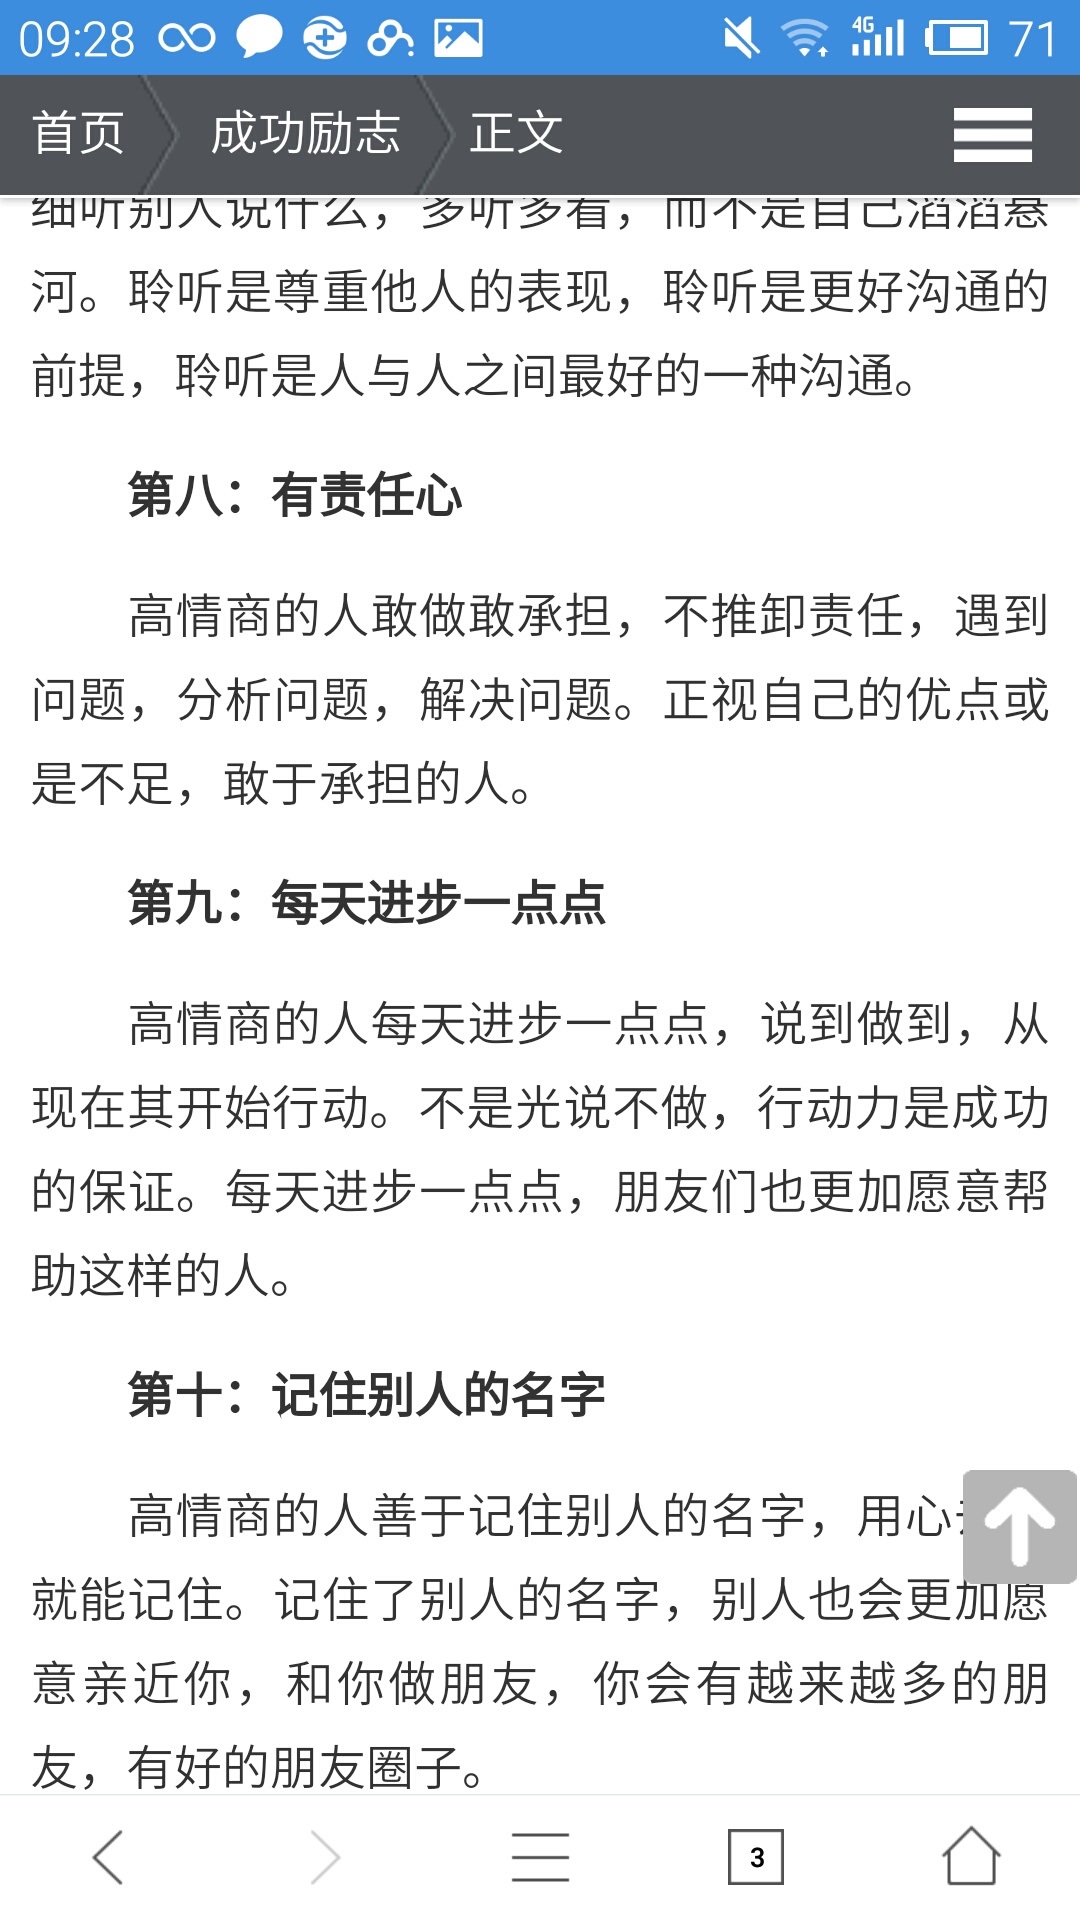 09:28
4G
71
首页
成功励志
正文
细听别人说什么，多听多看，而不是自己滔滔悬
河。聆听是尊重他人的表现，聆听是更好沟通的
前提，聆听是人与人之间最好的一种沟通。
第八：有责任心
高情商的人敢做敢承担，不推卸责任，遇到
问题，分析问题，解决问题。正视自己的优点或
是不足，敢于承担的人。
第九：每天进步一点点
高情商的人每天进步一点点，说到做到，从
现在其开始行动。不是光说不做，行动力是成功
的保证。每天进步一点点，朋友们也更加愿意帮
助这样的人。
第十：记住别人的名字
高情商的人善于记住别人的名字，用心
就能记住。记住了别人的名字，别人也会更加愿
意亲近你，和你做朋友，你会有越来越多的朋
友，有好的朋友圈子。
3